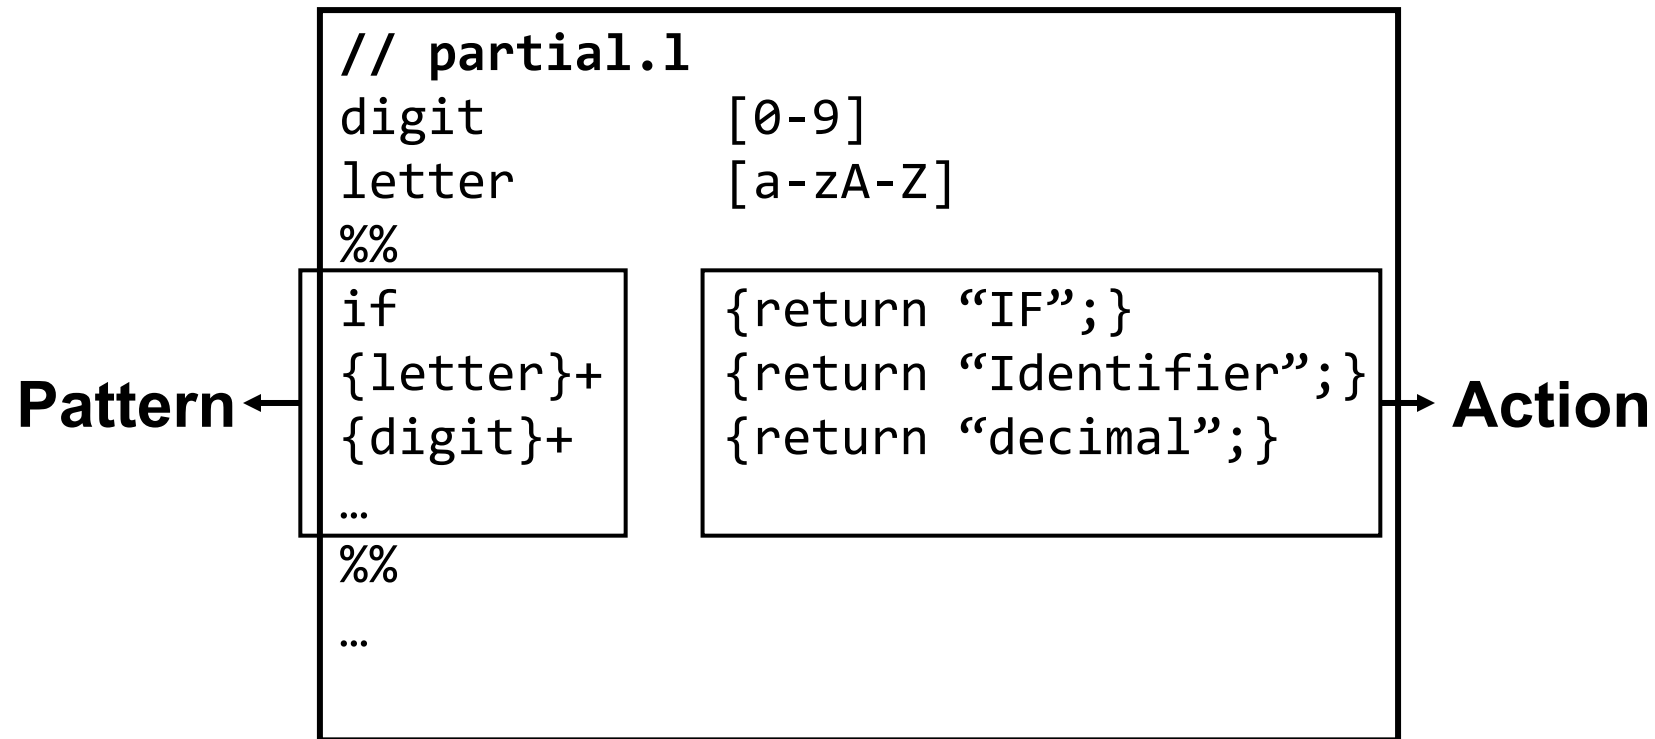 // partial.l
digit [0-9]
letter [a-zA-Z]
%%
if {return “IF”;}
{letter}+ {return “Identifier”;}
{digit}+ {return “decimal”;}
…
%%
…
Pattern
Action